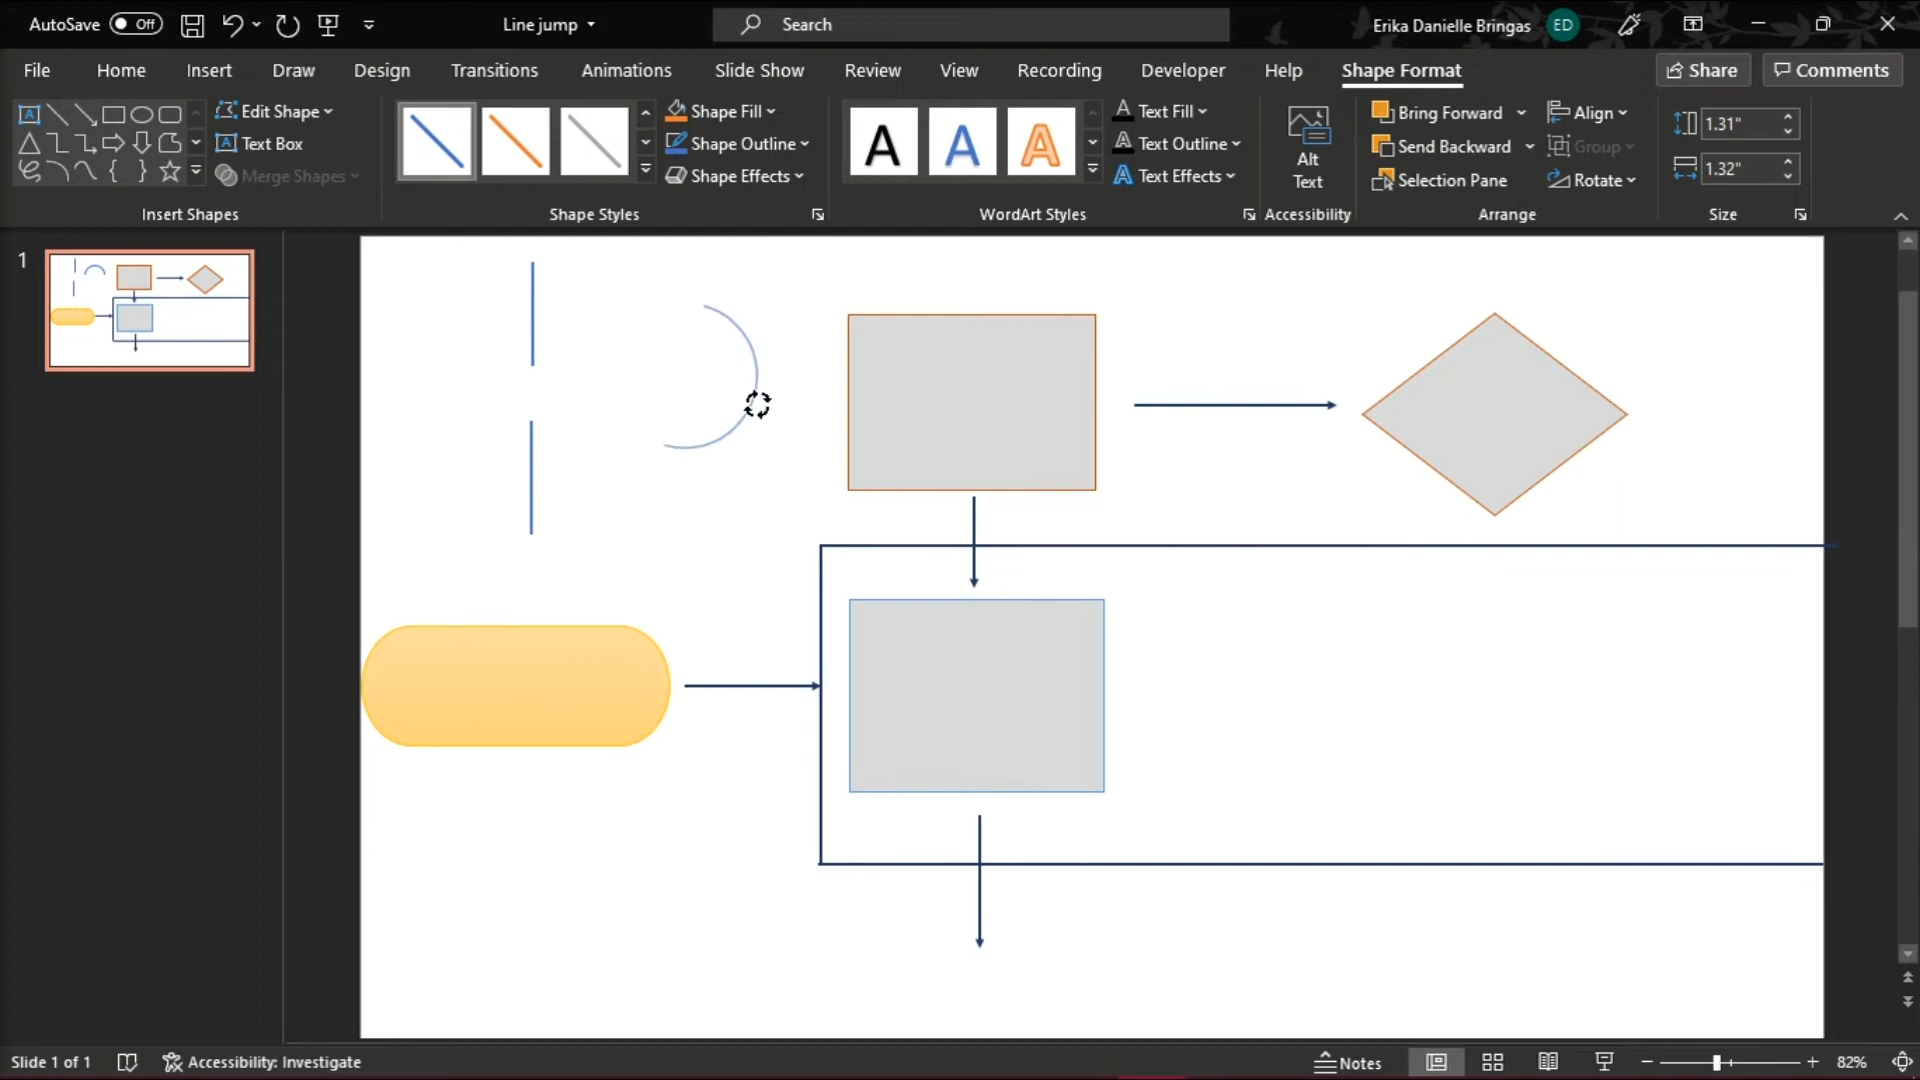 AutoSave Off Line jump Search Erika Danielle Bringas ED
File Home Insert Draw Design Transitions Animations Slide Show Review View Recording Developer Help Shape Format Share Comments
Edit Shape
Text Box
Merge Shapes
Insert Shapes
Shape Fill
Shape Outline
Shape Effects
Shape Styles
A A A
Text Fill
Text Outline
Text Effects
WordArt Styles
Alt
Text
Accessibility
Bring Forward
Send Backward
Selection Pane
Align
Group
Rotate
Arrange
1.31"
1.32"
Size
1
Slide 1 of 1 Accessibility: Investigate Notes 82%